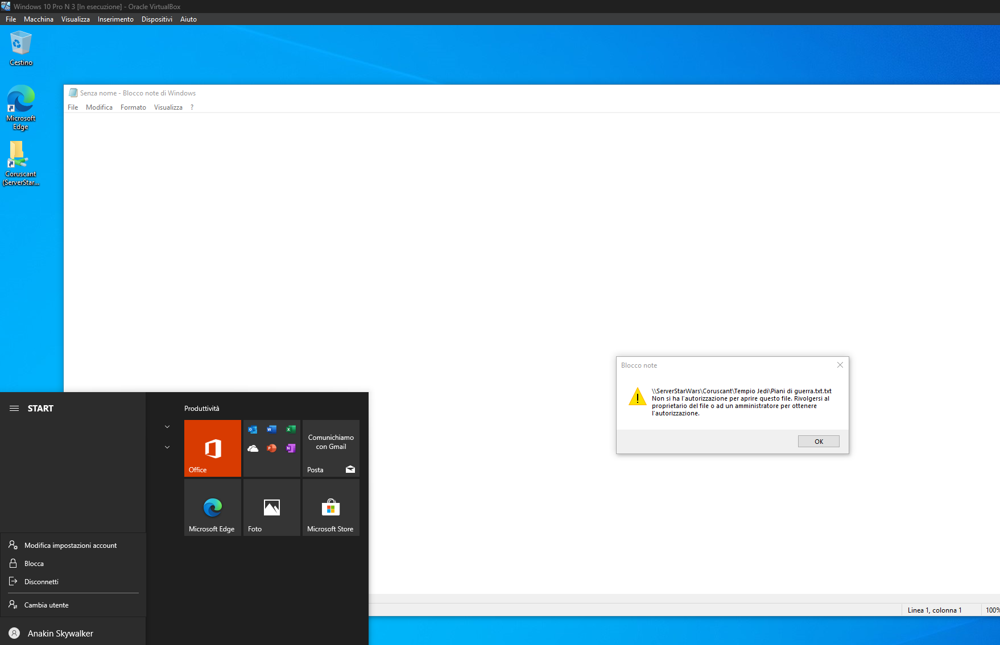 Windows 10 Pro N 3 [In esecuzione] - Oracle VirtualBox
File Macchina Visualizza Inserimento Dispositivi Aiuto
Cestino
Microsoft
Edge
Coruscant
(ServerStar...
Senza nome - Blocco note di Windows
File Modifica Formato Visualizza ?
Blocco note
\\ServerStarWars\Coruscant\Tempio Jedi\Piani di guerra.txt.txt
Non si ha l'autorizzazione per aprire questo file. Rivolgersi al
proprietario del file o ad un amministratore per ottenere
l'autorizzazione.
OK
START
Produttività
Office
Comunichiamo
con Gmail
Posta
Microsoft Edge
Foto
Microsoft Store
Modifica impostazioni account
Blocca
Disconnetti
Cambia utente
Anakin Skywalker
Linea 1, colonna 1
100%